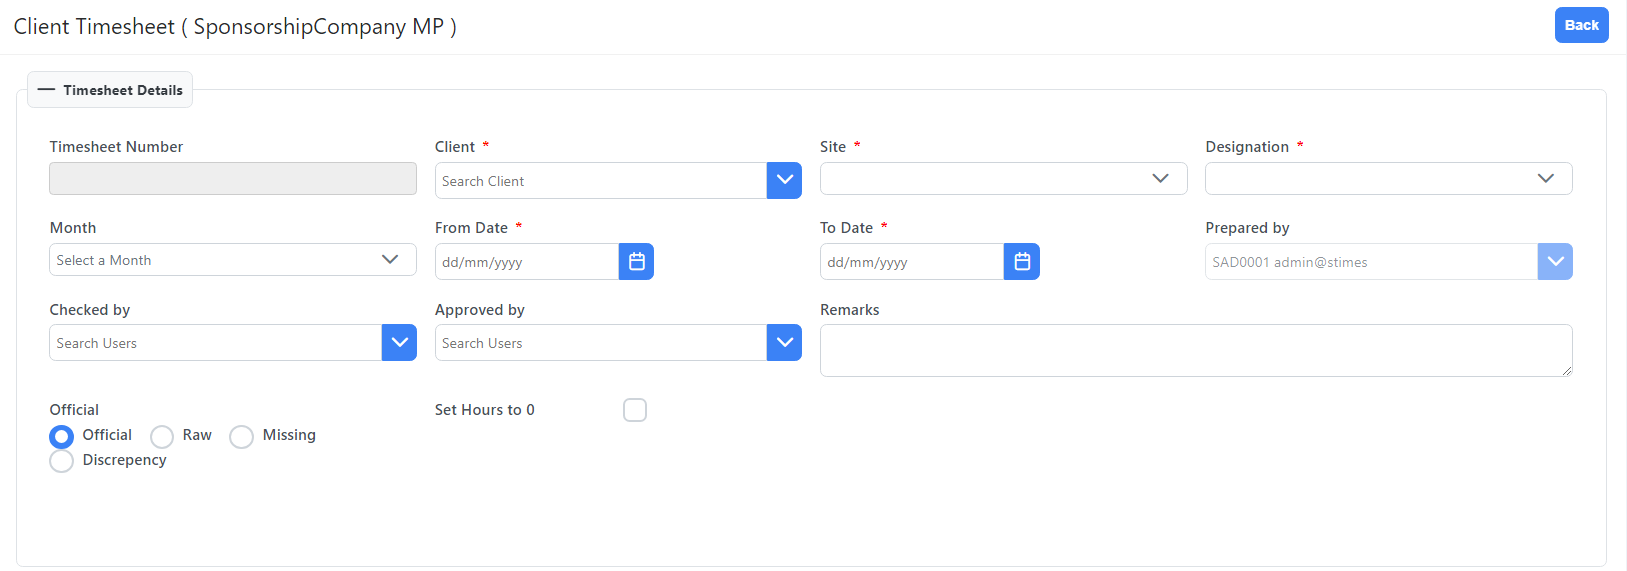 Client Timesheet ( SponsorshipCompany MP )
Back
Timesheet Details
Timesheet Number
Client *
Site *
Designation *
Search Client
Month
From Date *
To Date *
Prepared by
Select a Month
dd/mm/yyyy
dd/mm/yyyy
SAD0001 admin@stimes
Checked by
Approved by
Remarks
Search Users
Search Users
Official
Set Hours to 0
Official
Raw
Missing
Discrepency